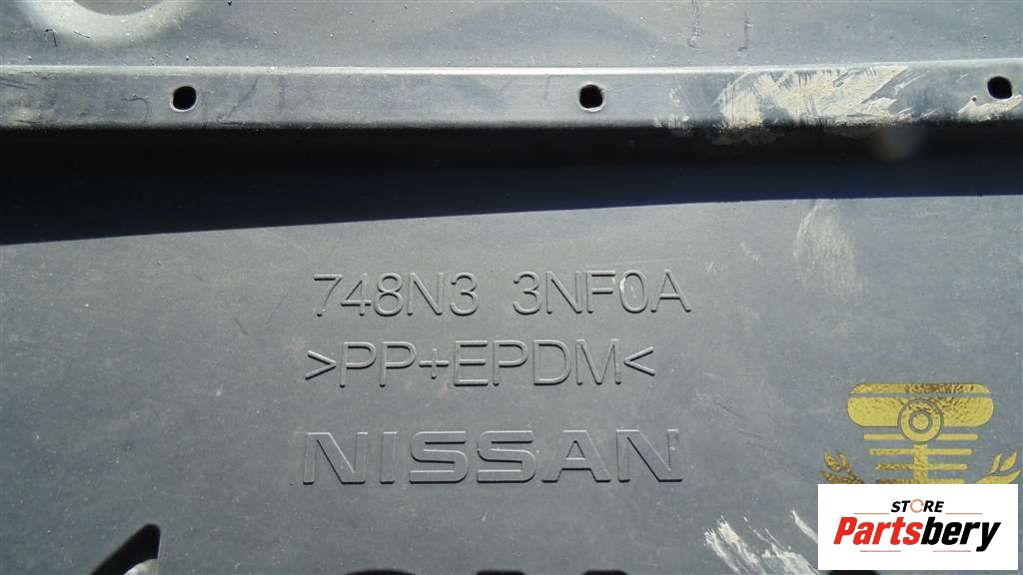 748N3 3NF0A
>PP+EPDM<
NISSAN
STORE
Partsbery